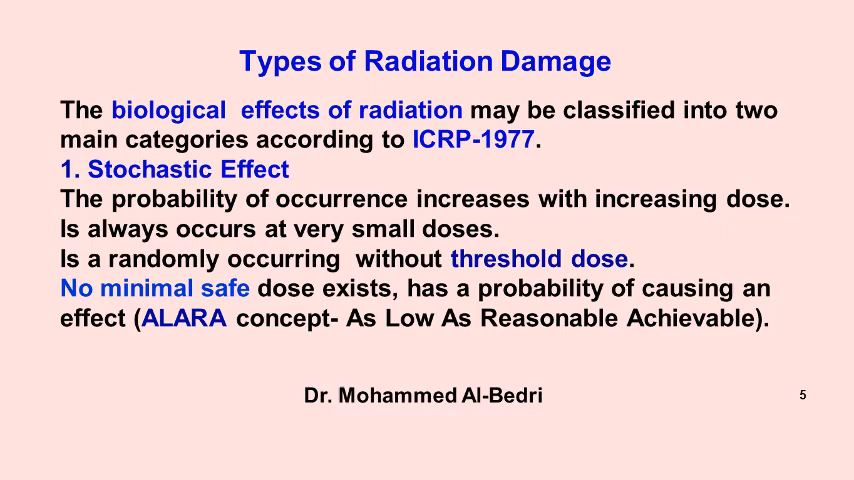 Types of Radiation Damage
The biological effects of radiation may be classified into two
main categories according to ICRP-1977.
1. Stochastic Effect
The probability of occurrence increases with increasing dose.
Is always occurs at very small doses.
Is a randomly occurring without threshold dose.
No minimal safe dose exists, has a probability of causing an
effect (ALARA concept- As Low As Reasonable Achievable).
Dr. Mohammed Al-Bedri
5